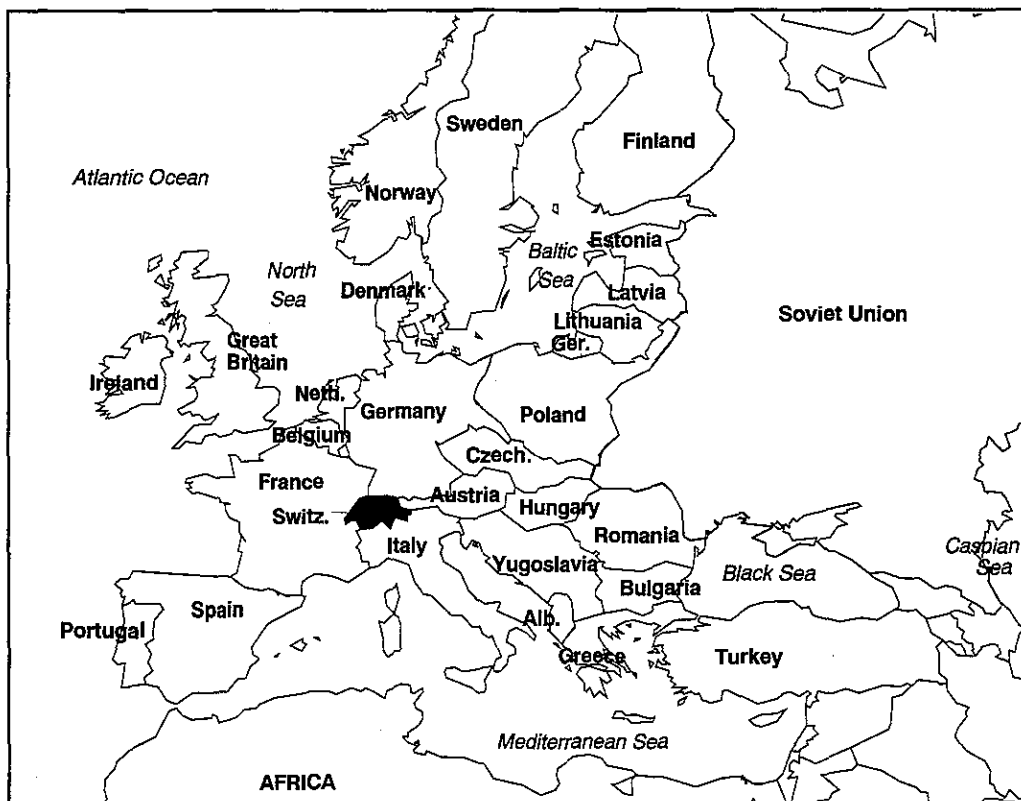 Sweden
Finland
Atlantic Ocean
Norway
Estonia
Baltic
Sea
North
Sea
Denmark
Latvia
Soviet Union
Lithuania
Great
Britain
Ger.
Ireland
Neth.
Germany
Poland
Belgium
Czech.
France
Austria
Hungary
Switz.
Romania
Italy
Caspian
Sea
Yugoslavia
Black Sea
Bulgaria
Spain
Portugal
Alb.
Greece
Turkey
Mediterranean Sea
AFRICA